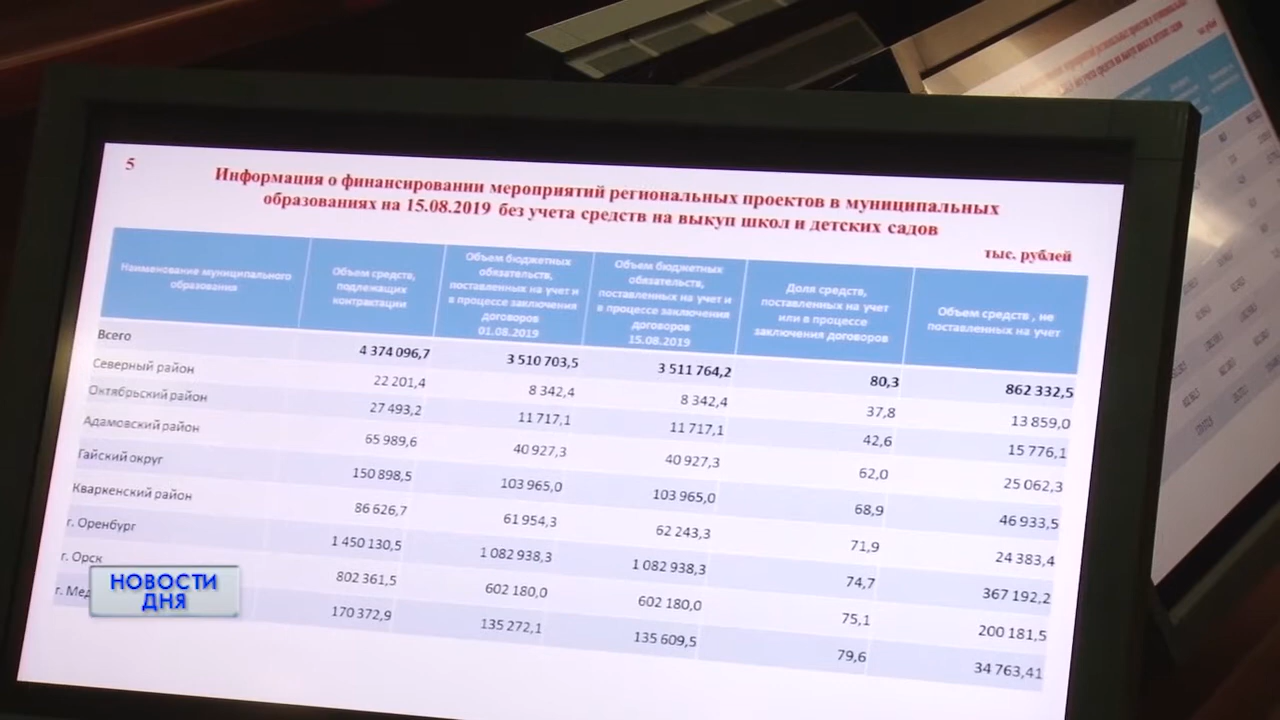 5
Информация о финансировании мероприятий региональных проектов в муниципальных
образованиях на 15.08.2019 без учета средств на выкуп школ и детских садов
тыс. рублей
Наименование муниципального
образования
Объем средств,
подлежащих
контрактации
Объем бюджетных
обязательств,
поставленных на учет и
в процессе заключения
договоров
01.08.2019
Объем бюджетных
обязательств,
поставленных на учет и
в процессе заключения
договоров
15.08.2019
Доля средств,
поставленных на учет
или в процессе
заключения договоров
Объем средств , не
поставленных на учет
Всего 4 374 096,7 3 510 703,5 3 511 764,2 80,3 862 332,5
Северный район 22 201,4 8 342,4 8 342,4 37,8 13 859,0
Октябрьский район 27 493,2 11 717,1 11 717,1 42,6 15 776,1
Адамовский район 65 989,6 40 927,3 40 927,3 62,0 25 062,3
Гайский округ 150 898,5 103 965,0 103 965,0 68,9 46 933,5
Кваркенский район 86 626,7 61 954,3 62 243,3 71,9 24 383,4
г. Оренбург 1 450 130,5 1 082 938,3 1 082 938,3 74,7 367 192,2
г. Орск 802 361,5 602 180,0 602 180,0 75,1 200 181,5
г. Мед 170 372,9 135 272,1 135 609,5 79,6 34 763,41
НОВОСТИ
ДНЯ